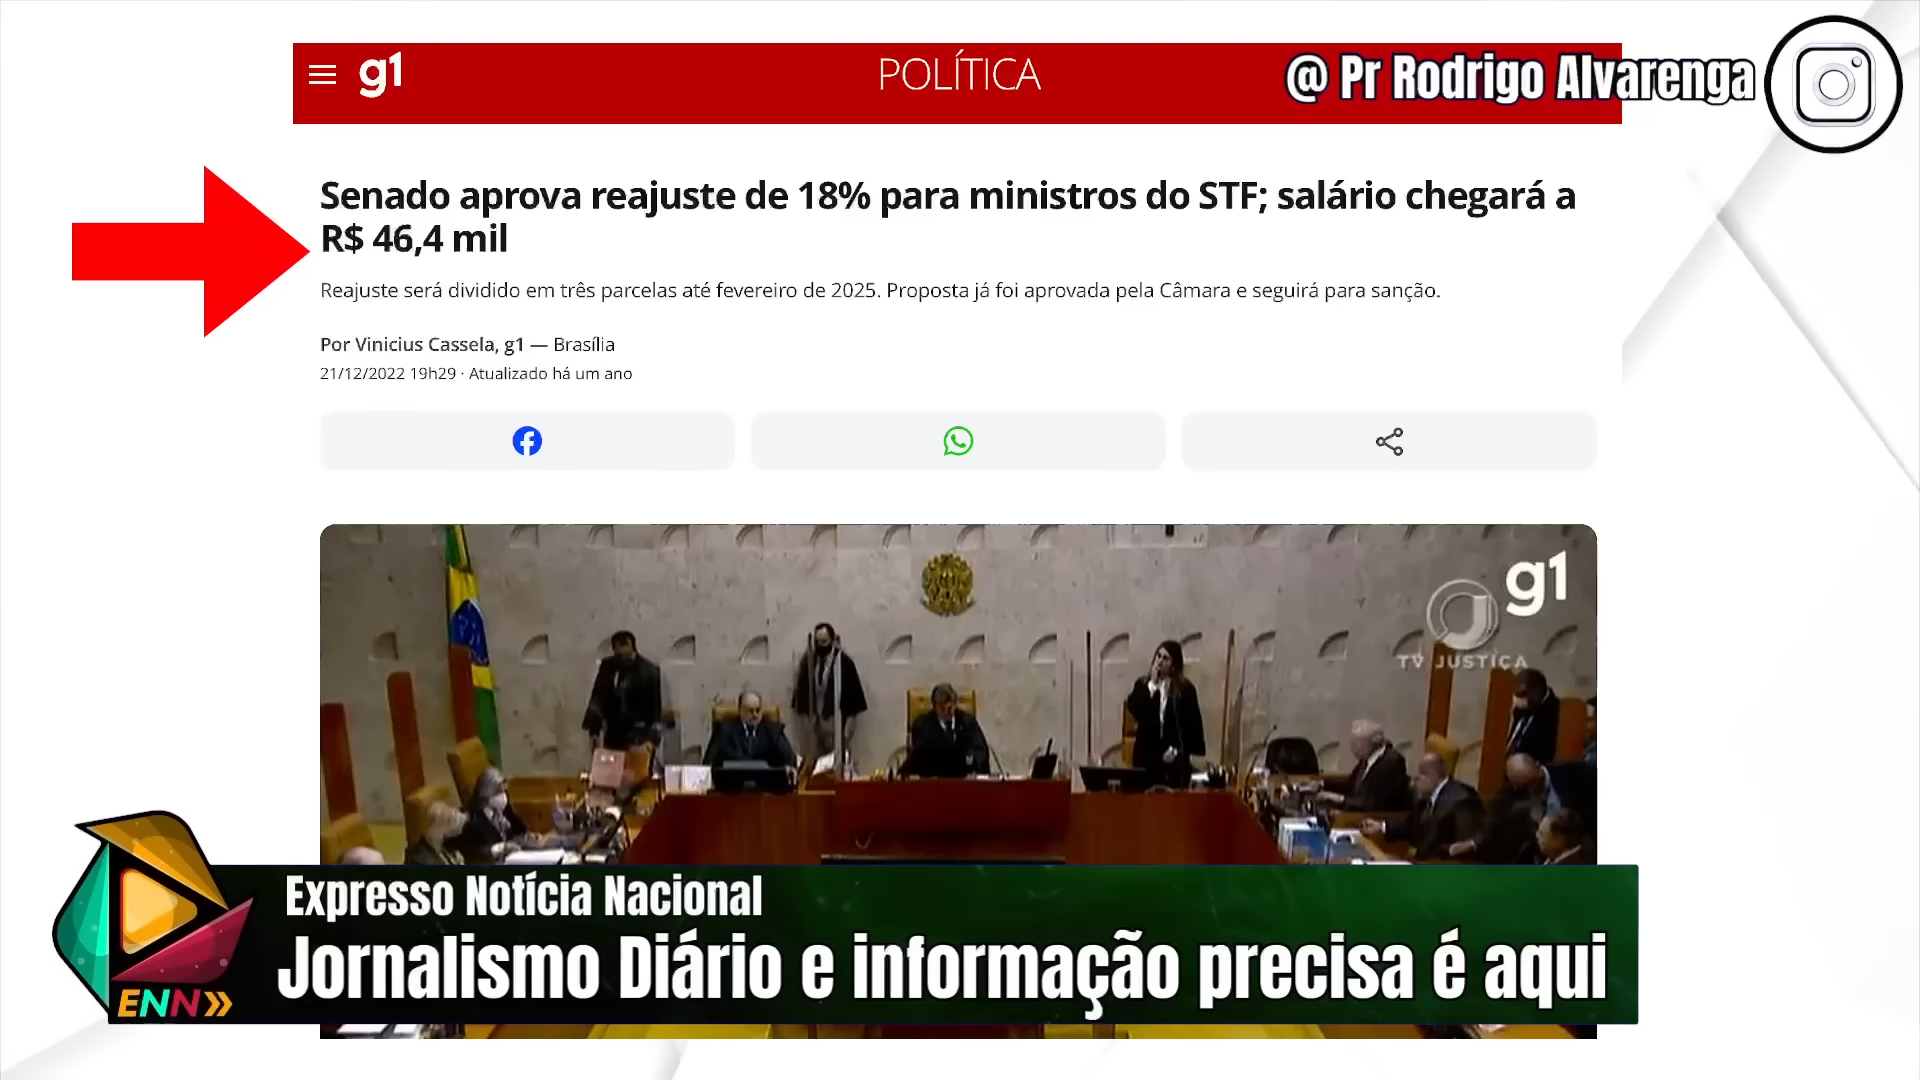 g1
POLÍTICA
@ Pr Rodrigo Alvarenga
Senado aprova reajuste de 18% para ministros do STF; salário chegará a
R$ 46,4 mil
Reajuste será dividido em três parcelas até fevereiro de 2025. Proposta já foi aprovada pela Câmara e seguirá para sanção.
Por Vinicius Cassela, g1 — Brasília
21/12/2022 19h29 · Atualizado há um ano
g1
TV JUSTIÇA
Expresso Notícia Nacional
Jornalismo Diário e informação precisa é aqui
ENN